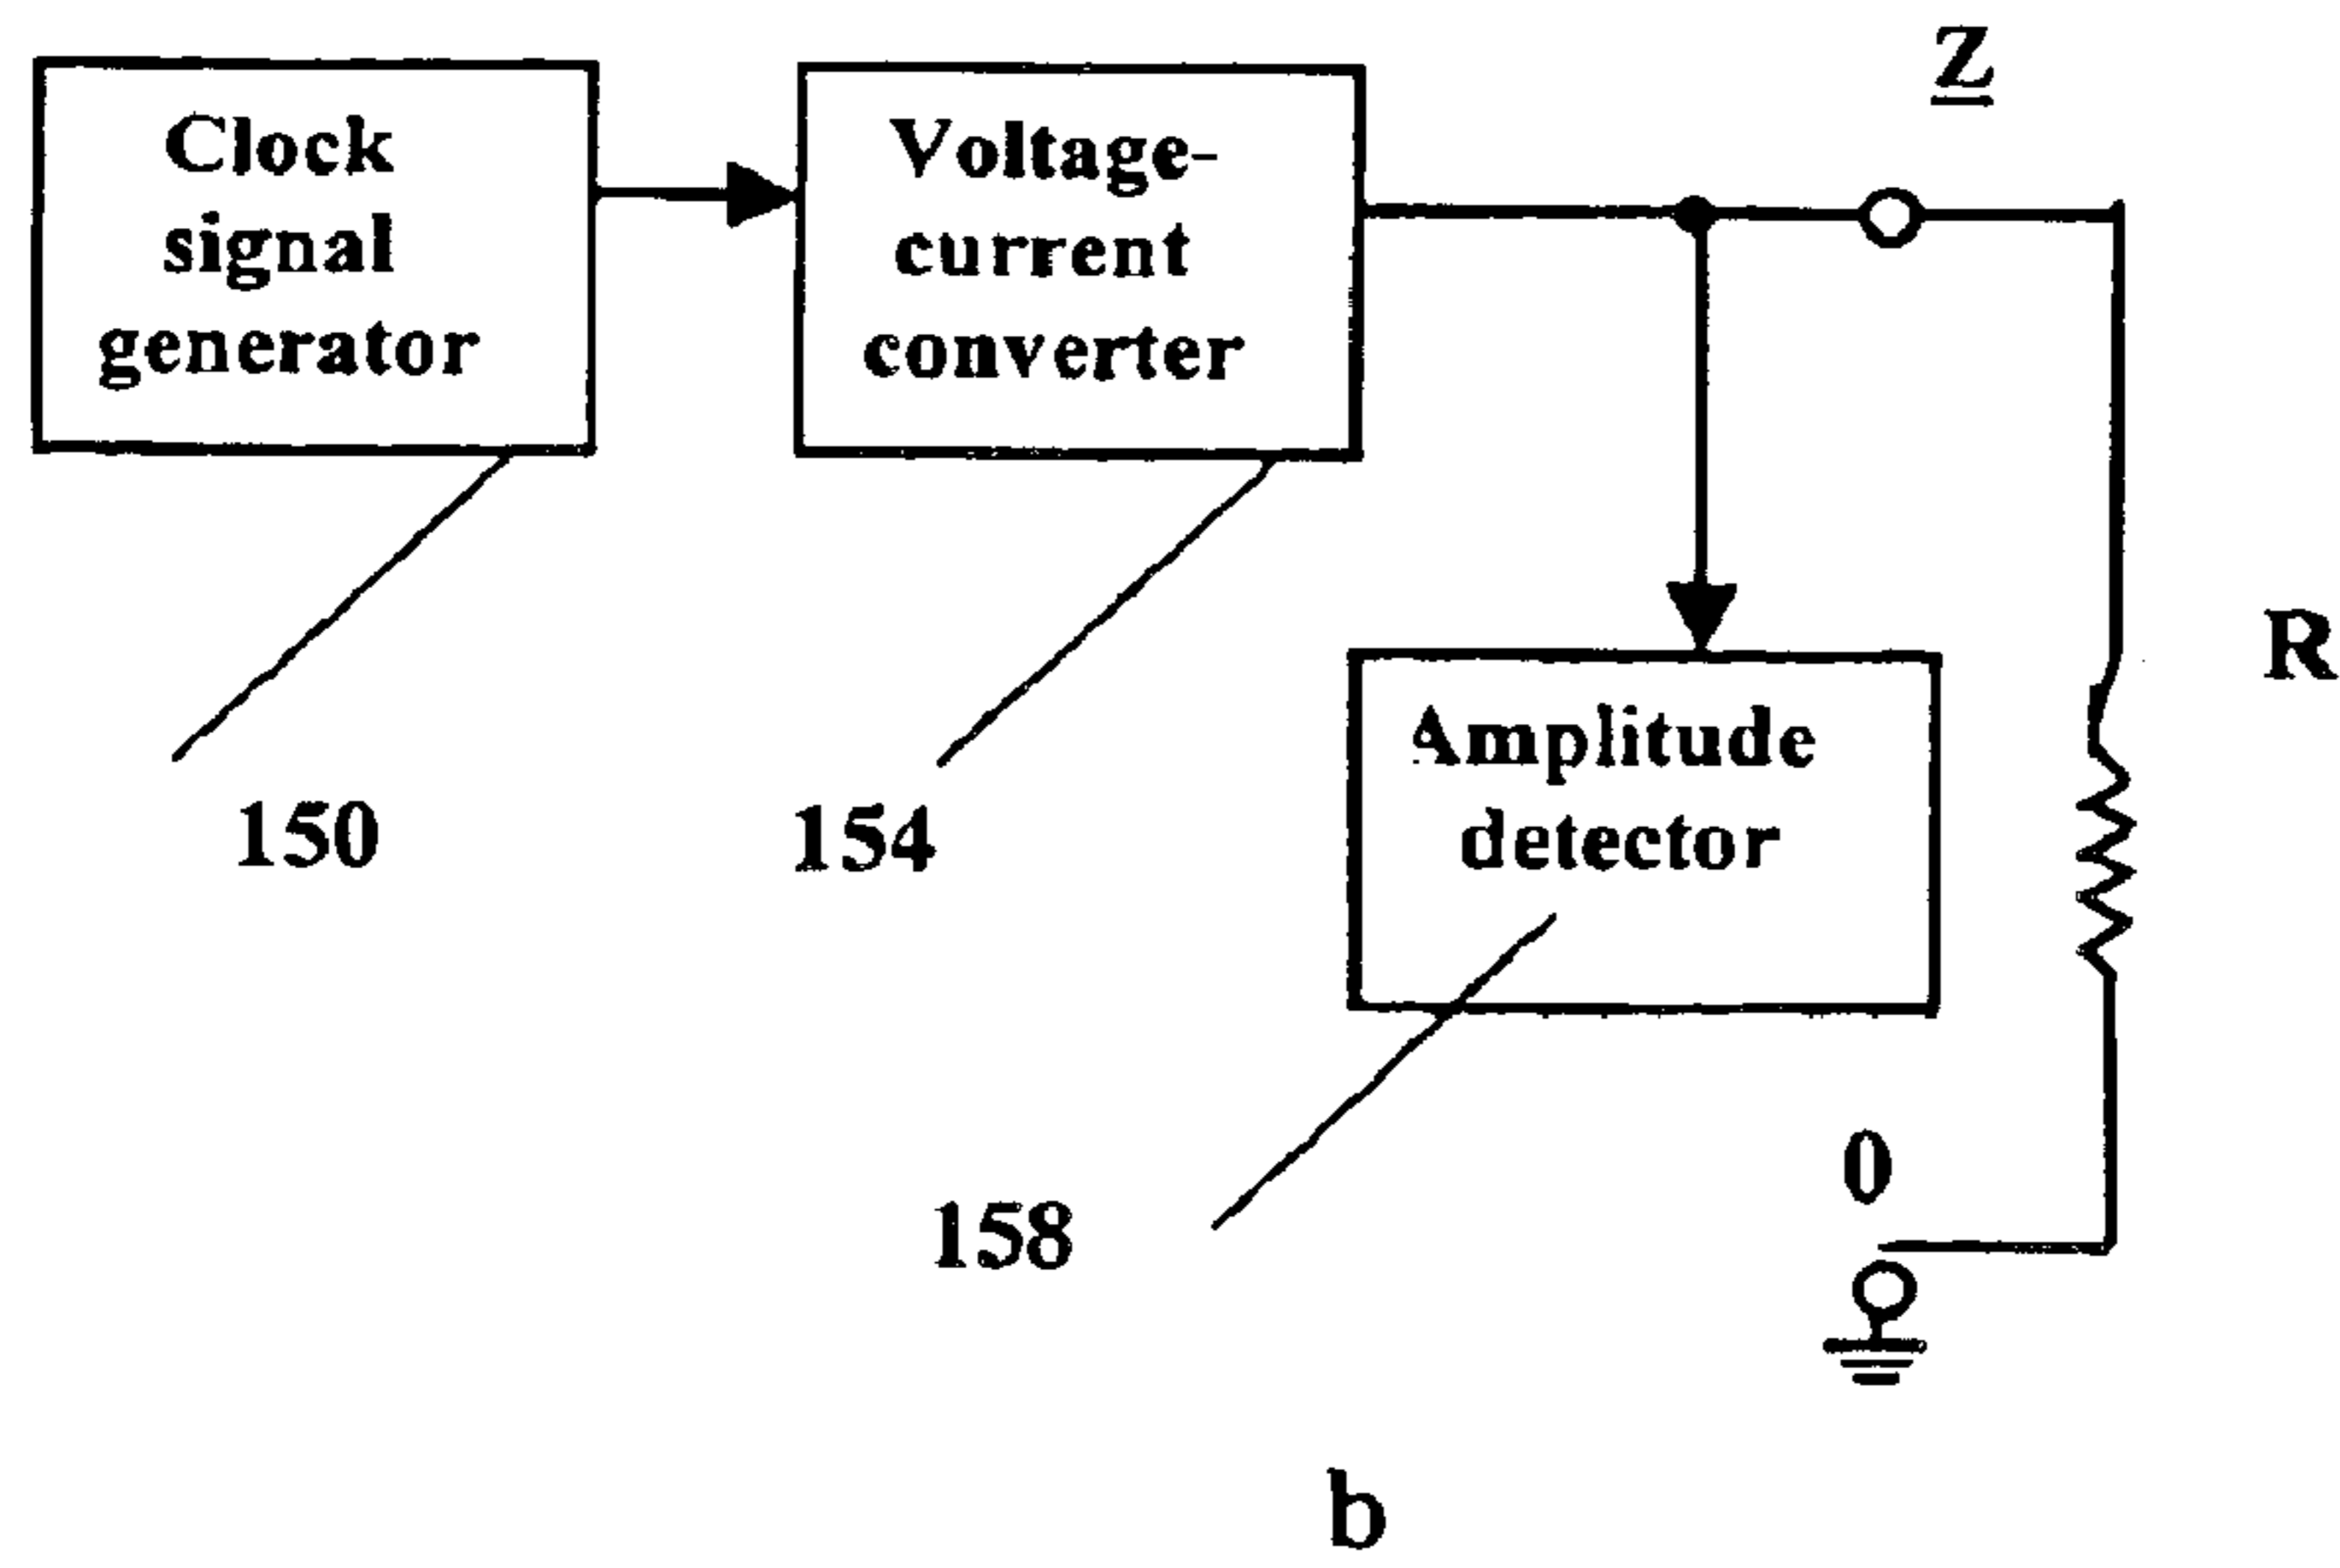 Z
Clock
signal
generator
Voltage-
current
converter
R
Amplitude
detector
150
154
0
158
b